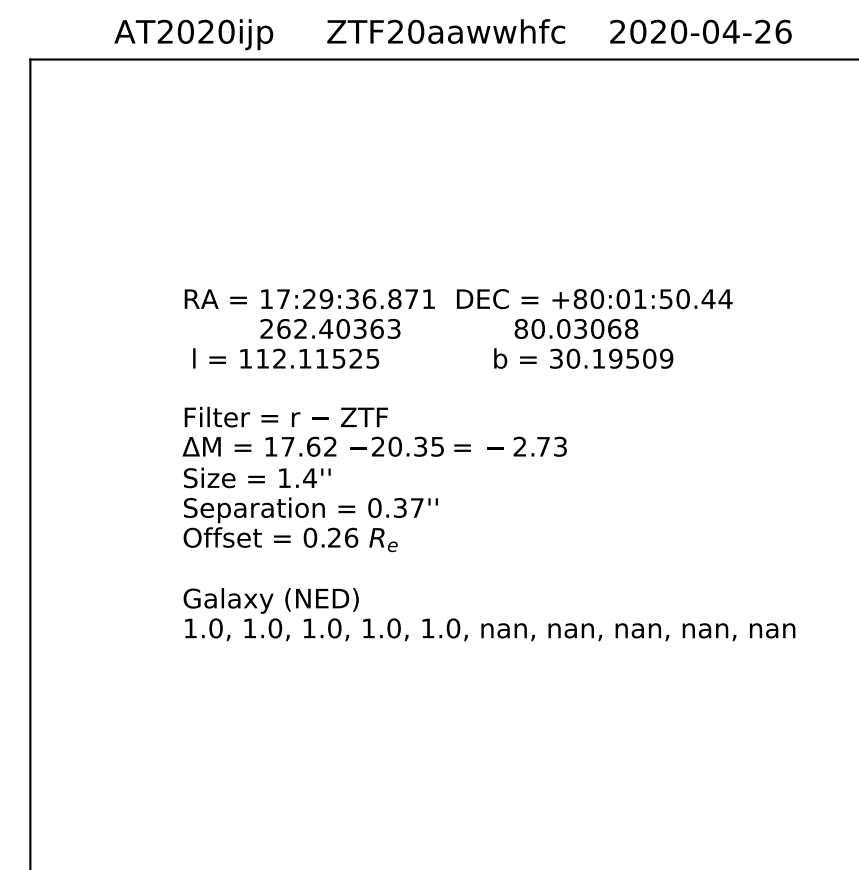 AT2020ijp ZTF20aawwhfc 2020-04-26
RA = 17:29:36.871 DEC = +80:01:50.44
262.40363 80.03068
l = 112.11525 b = 30.19509
Filter = r − ZTF
ΔM = 17.62 −20.35 = − 2.73
Size = 1.4''
Separation = 0.37''
Offset = 0.26 Rₑ
Galaxy (NED)
1.0, 1.0, 1.0, 1.0, 1.0, nan, nan, nan, nan, nan